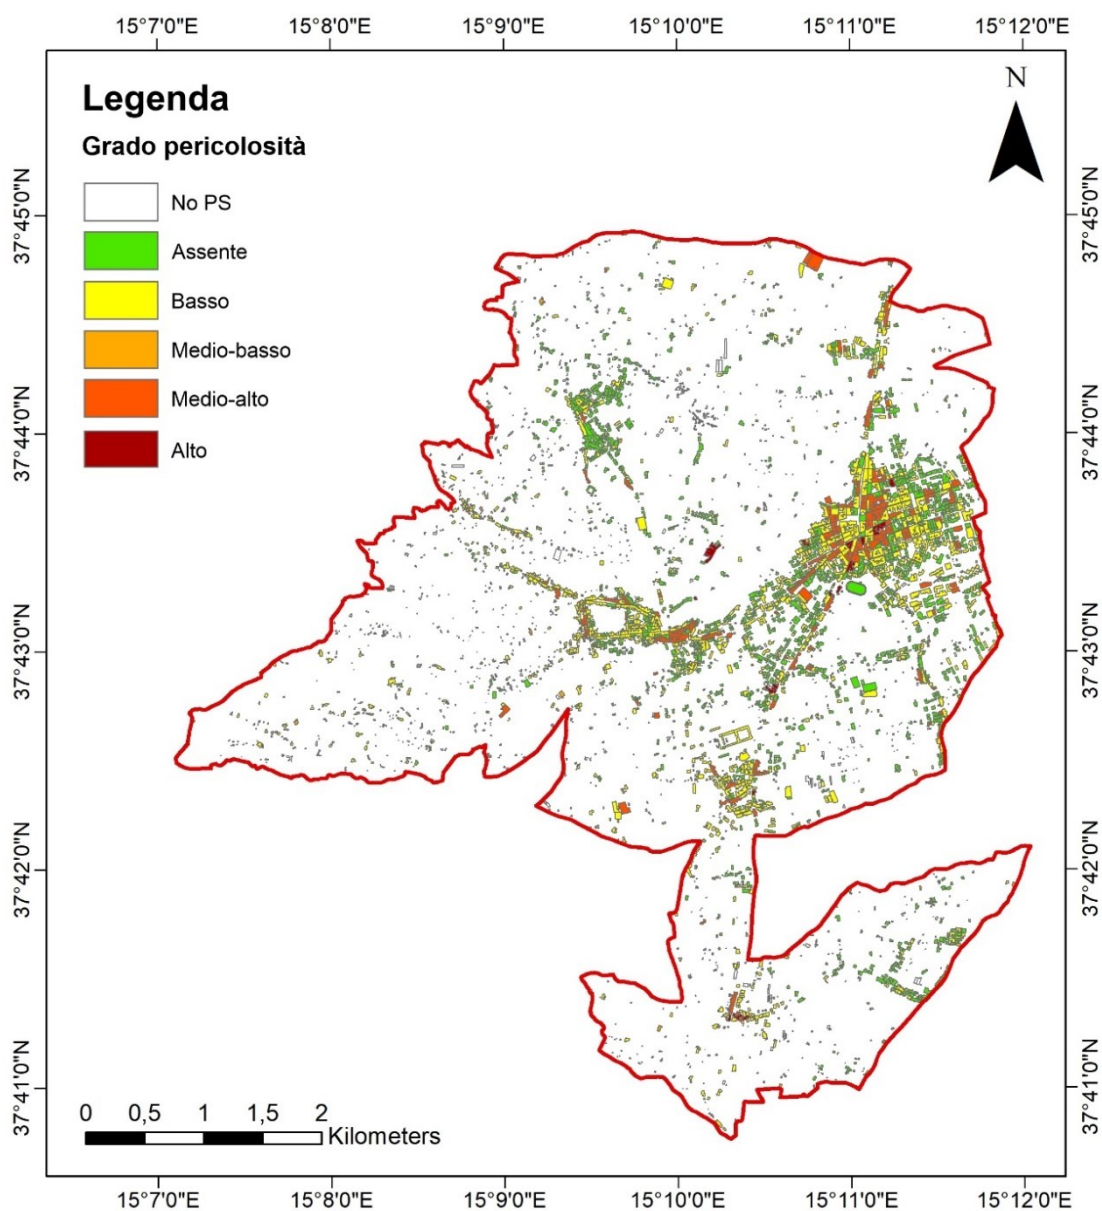 15°7'0"E 15°8'0"E 15°9'0"E 15°10'0"E 15°11'0"E 15°12'0"E
Legenda
N
Grado pericolosità
No PS
Assente
Basso
Medio-basso
Medio-alto
Alto
37°45'0"N 37°45'0"N
37°44'0"N 37°44'0"N
37°43'0"N 37°43'0"N
37°42'0"N 37°42'0"N
37°41'0"N 37°41'0"N
0 0,5 1 1,5 2
Kilometers
15°7'0"E 15°8'0"E 15°9'0"E 15°10'0"E 15°11'0"E 15°12'0"E